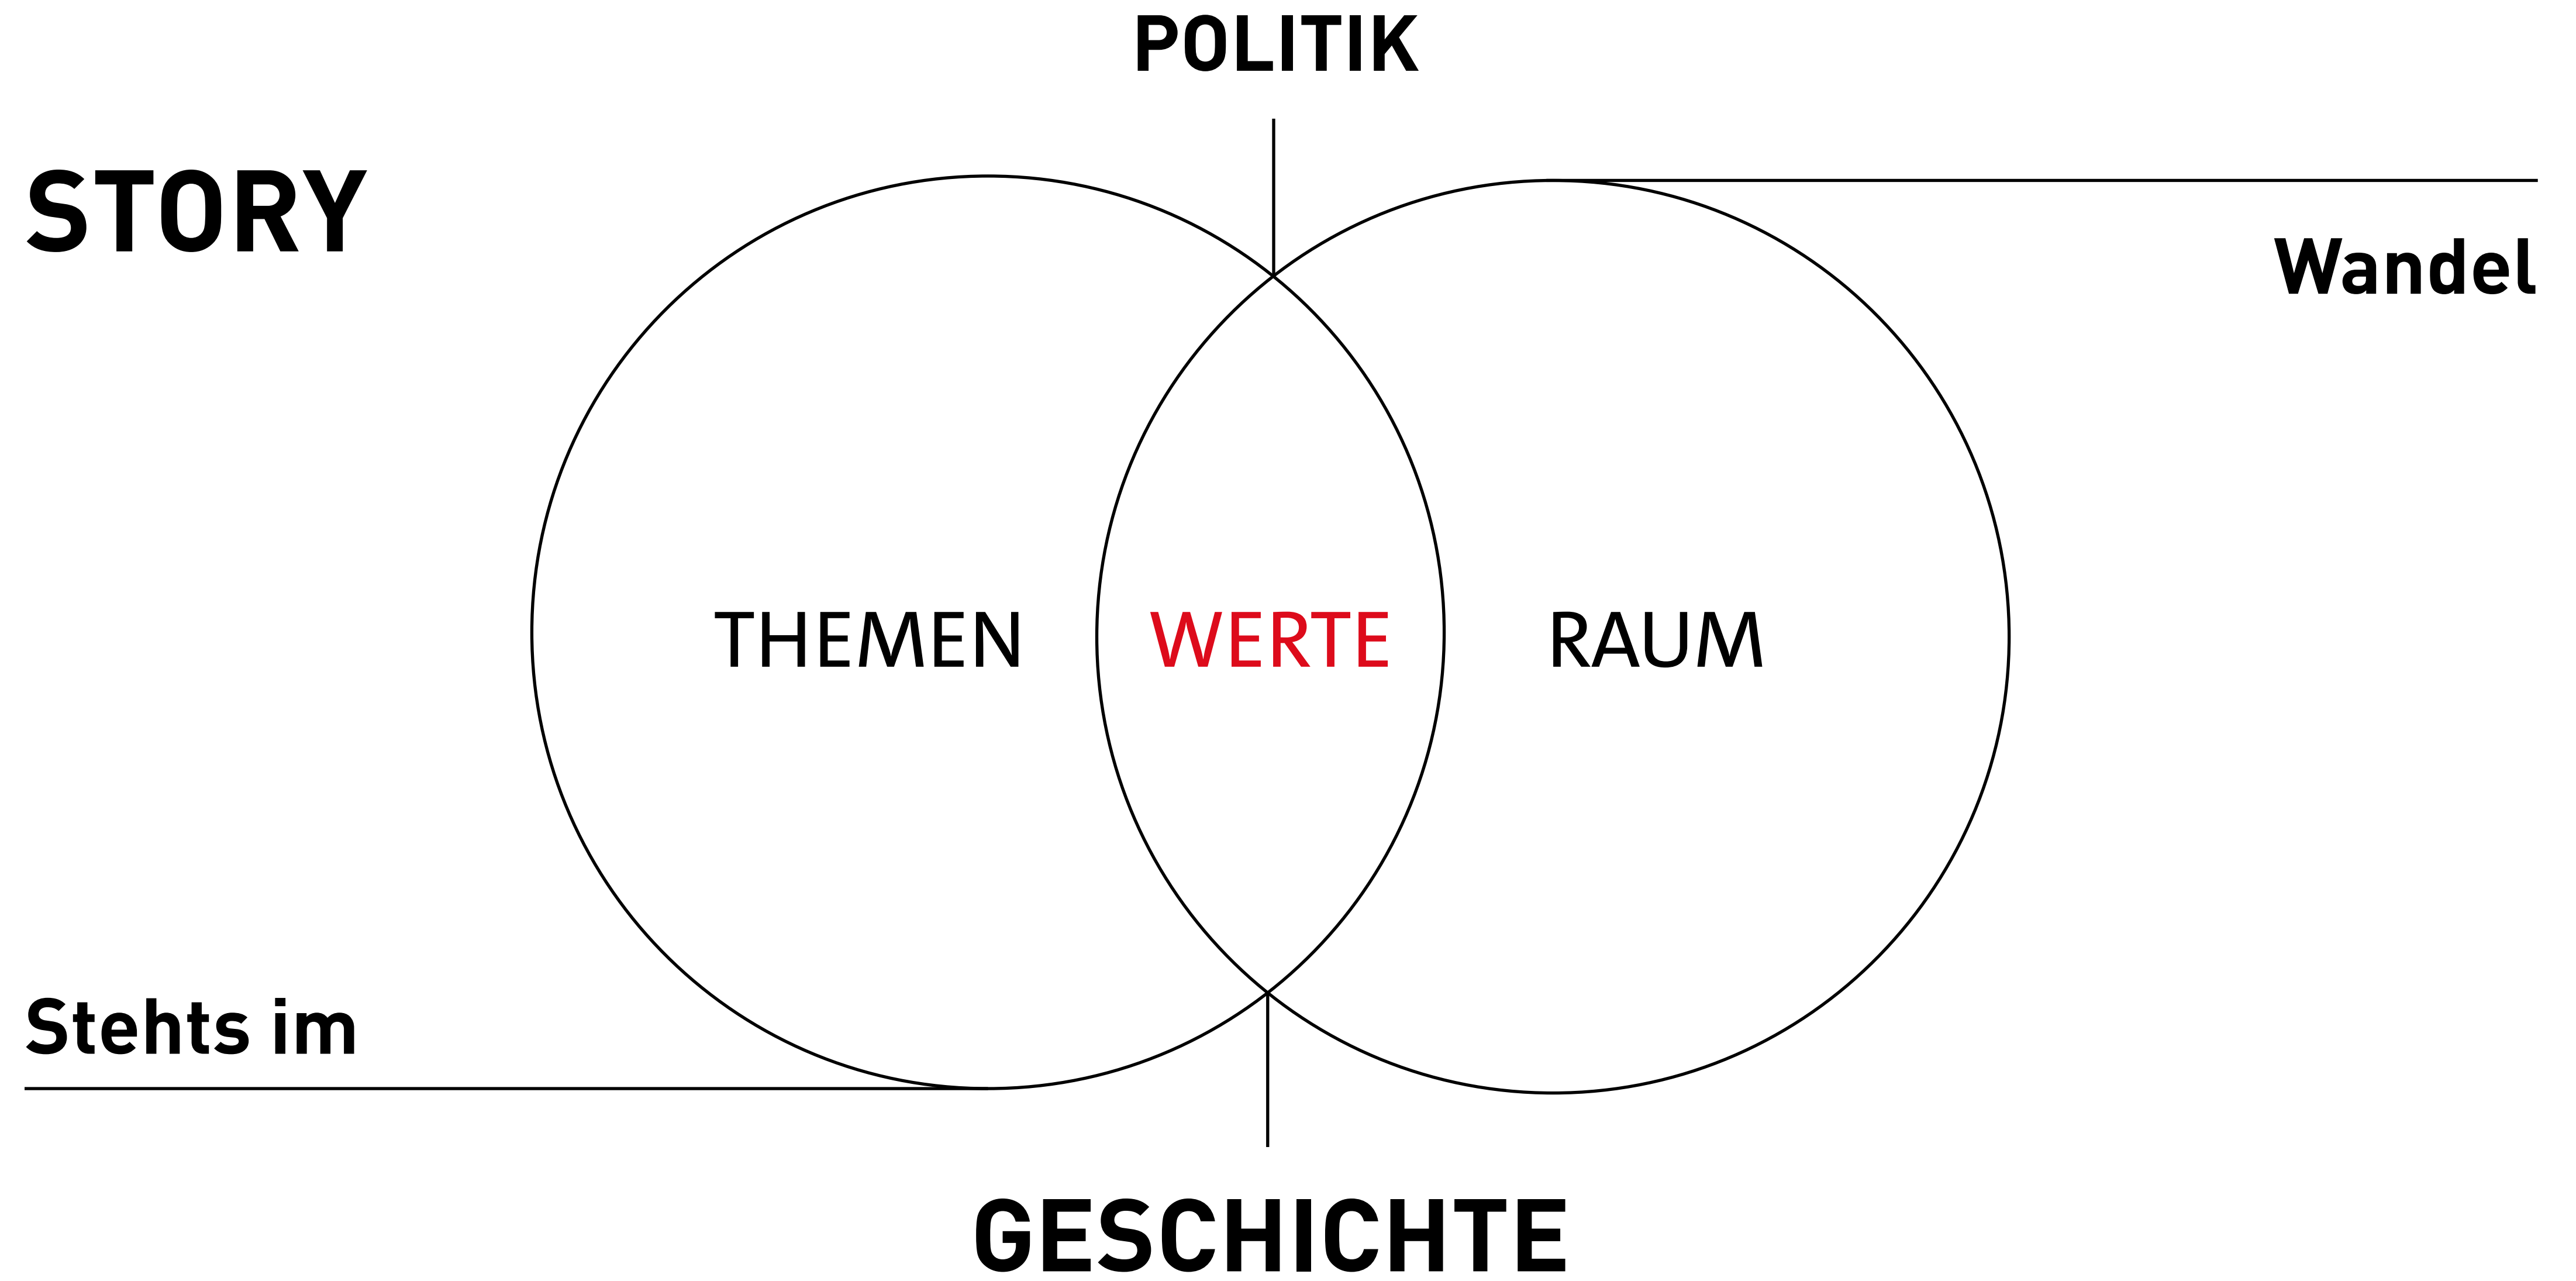 POLITIK
STORY
Wandel
THEMEN WERTE RAUM
Stehts im
GESCHICHTE